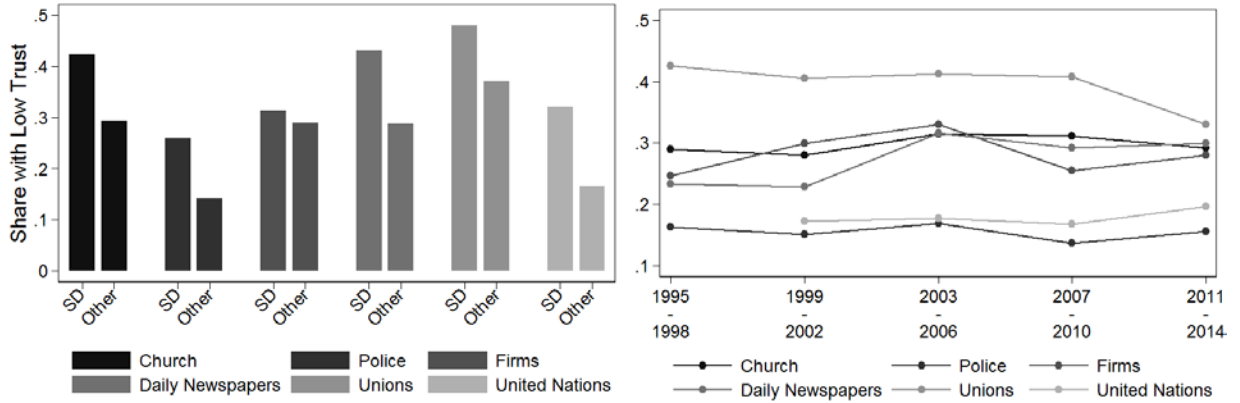 Share with Low Trust
.5
.4
.3
.2
.1
0
SD
Other
SD
Other
SD
Other
SD
Other
SD
Other
SD
Other
Church
Police
Firms
Daily Newspapers
Unions
United Nations
.5
.4
.3
.2
.1
1995
-
1998
1999
-
2002
2003
-
2006
2007
-
2010
2011
-
2014
Church
Police
Firms
Daily Newspapers
Unions
United Nations